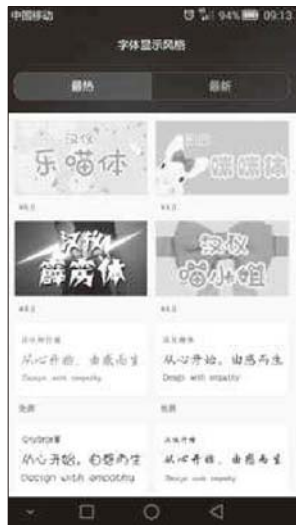 中国移动
94% 09:13
字体显示风格
最热
最新
汉仪
乐喵体
咪咪体
汉仪
霹雳体
汉仪
喵小姐
从心开始,由感而生
Design with empathy
从心开始,由感而生
Design with empathy
免费
免费
从心开始,由感而生
Design with empathy
从心开始,由感而生
Design with empathy